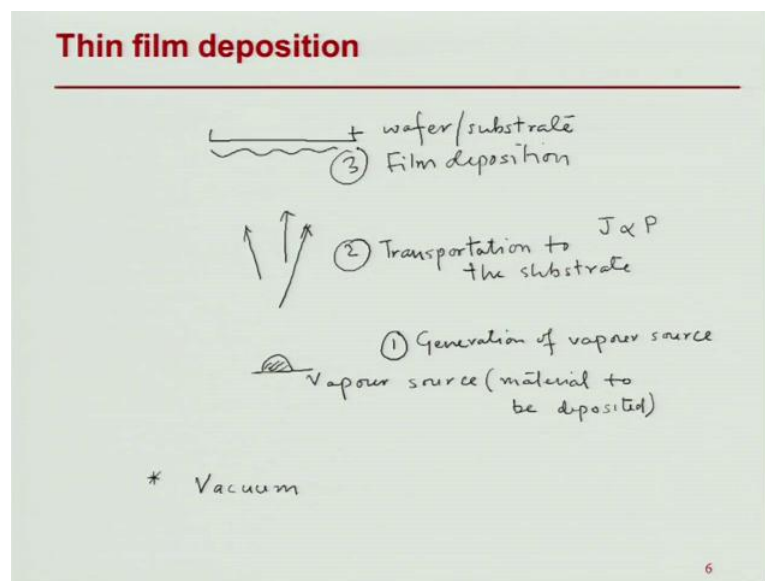 Thin film deposition
wafer/substrate
③ Film deposition
J ∝ P
② Transportation to
the substrate
① Generation of vapour source
Vapour source (material to
be deposited)
* Vacuum
6